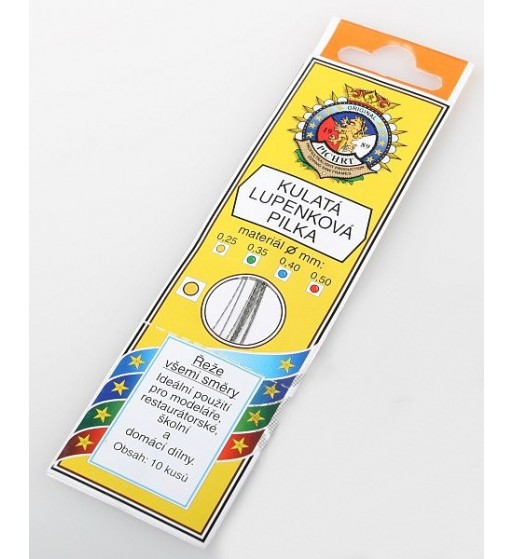 ORIGINAL
19 89
PICHRT
KULATÁ
LUPENKOVÁ
PILKA
materiál ø mm:
0,25 0,35 0,40 0,50
Řeže
všemi směry
Ideální použití
pro modeláře,
restaurátorské,
školní
a
domácí dílny.
Obsah: 10 kusů